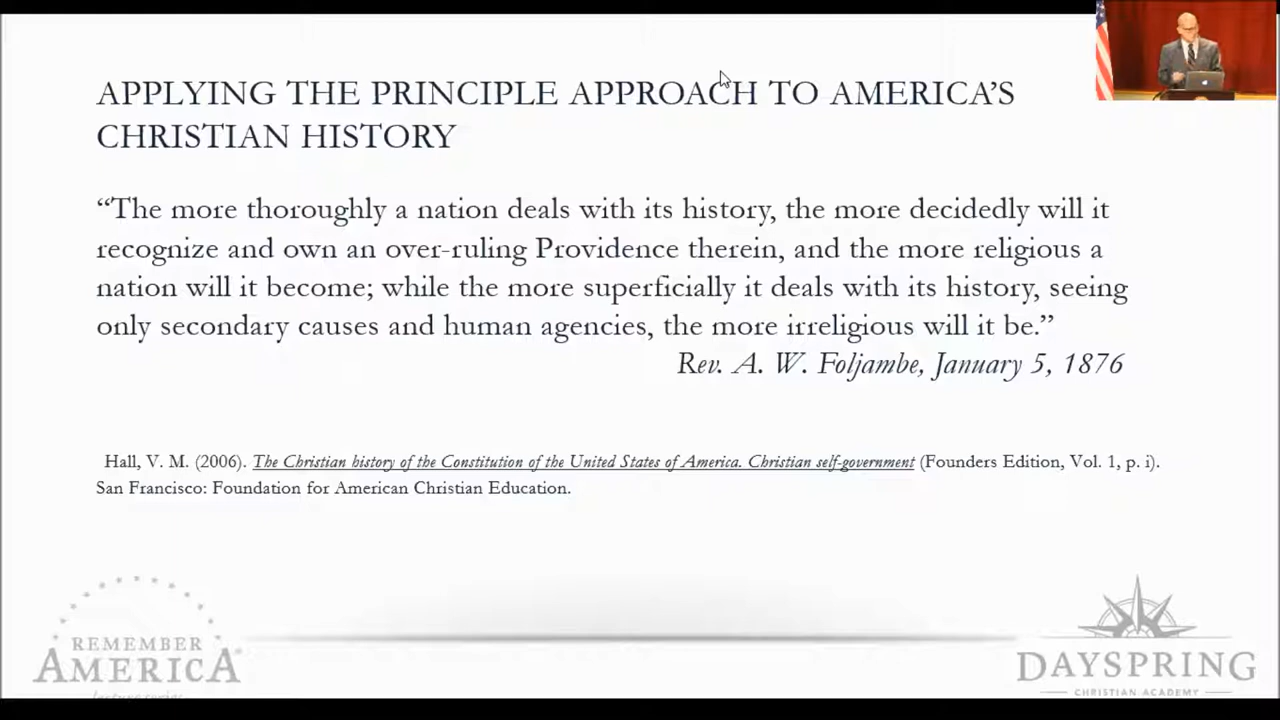 APPLYING THE PRINCIPLE APPROACH TO AMERICA'S
CHRISTIAN HISTORY
“The more thoroughly a nation deals with its history, the more decidedly will it
recognize and own an over-ruling Providence therein, and the more religious a
nation will it become; while the more superficially it deals with its history, seeing
only secondary causes and human agencies, the more irreligious will it be.”
Rev. A. W. Foljambe, January 5, 1876
Hall, V. M. (2006). The Christian history of the Constitution of the United States of America. Christian self-government (Founders Edition, Vol. 1, p. i).
San Francisco: Foundation for American Christian Education.
REMEMBER
AMERICA
lecture series
DAYSPRING
CHRISTIAN ACADEMY